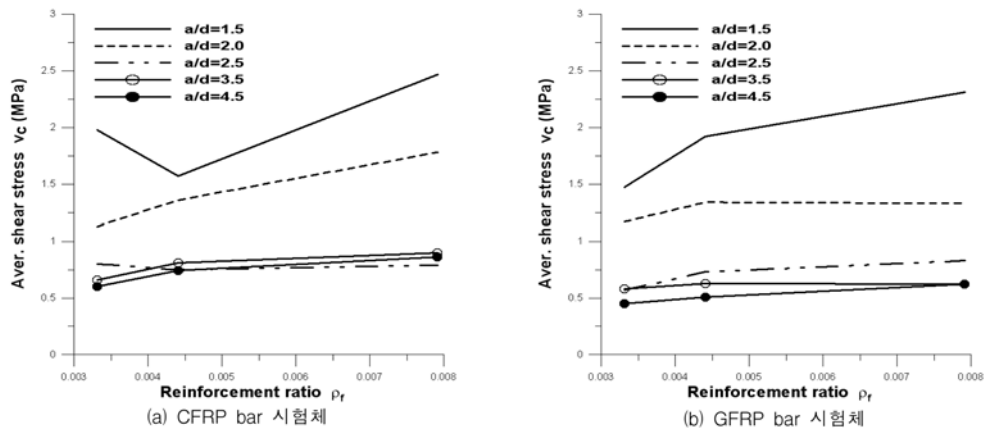 3
2.5
2
1.5
1
0.5
0
Aver. shear stress v_c (MPa)
a/d=1.5
a/d=2.0
a/d=2.5
a/d=3.5
a/d=4.5
0.003 0.004 0.005 0.006 0.007 0.008
Reinforcement ratio ρ_f
(a) CFRP bar 시험체
3
2.5
2
1.5
1
0.5
0
Aver. shear stress v_c (MPa)
a/d=1.5
a/d=2.0
a/d=2.5
a/d=3.5
a/d=4.5
0.003 0.004 0.005 0.006 0.007 0.008
Reinforcement ratio ρ_f
(b) GFRP bar 시험체